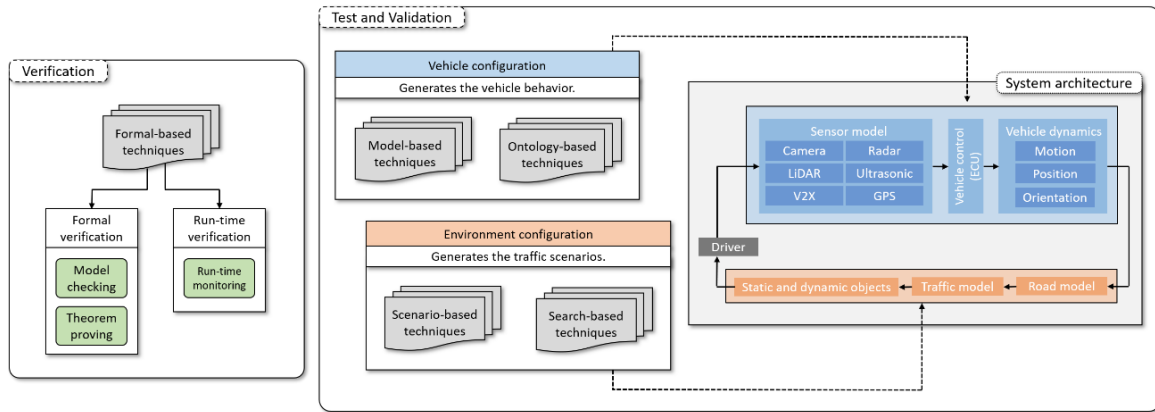 Verification
Formal-based
techniques
Formal
verification
Model
checking
Theorem
proving
Run-time
verification
Run-time
monitoring
Test and Validation
Vehicle configuration
Generates the vehicle behavior.
Model-based
techniques
Ontology-based
techniques
Environment configuration
Generates the traffic scenarios.
Scenario-based
techniques
Search-based
techniques
System architecture
Sensor model
Camera
Radar
LiDAR
Ultrasonic
V2X
GPS
Vehicle control
(ECU)
Vehicle dynamics
Motion
Position
Orientation
Driver
Static and dynamic objects
Traffic model
Road model